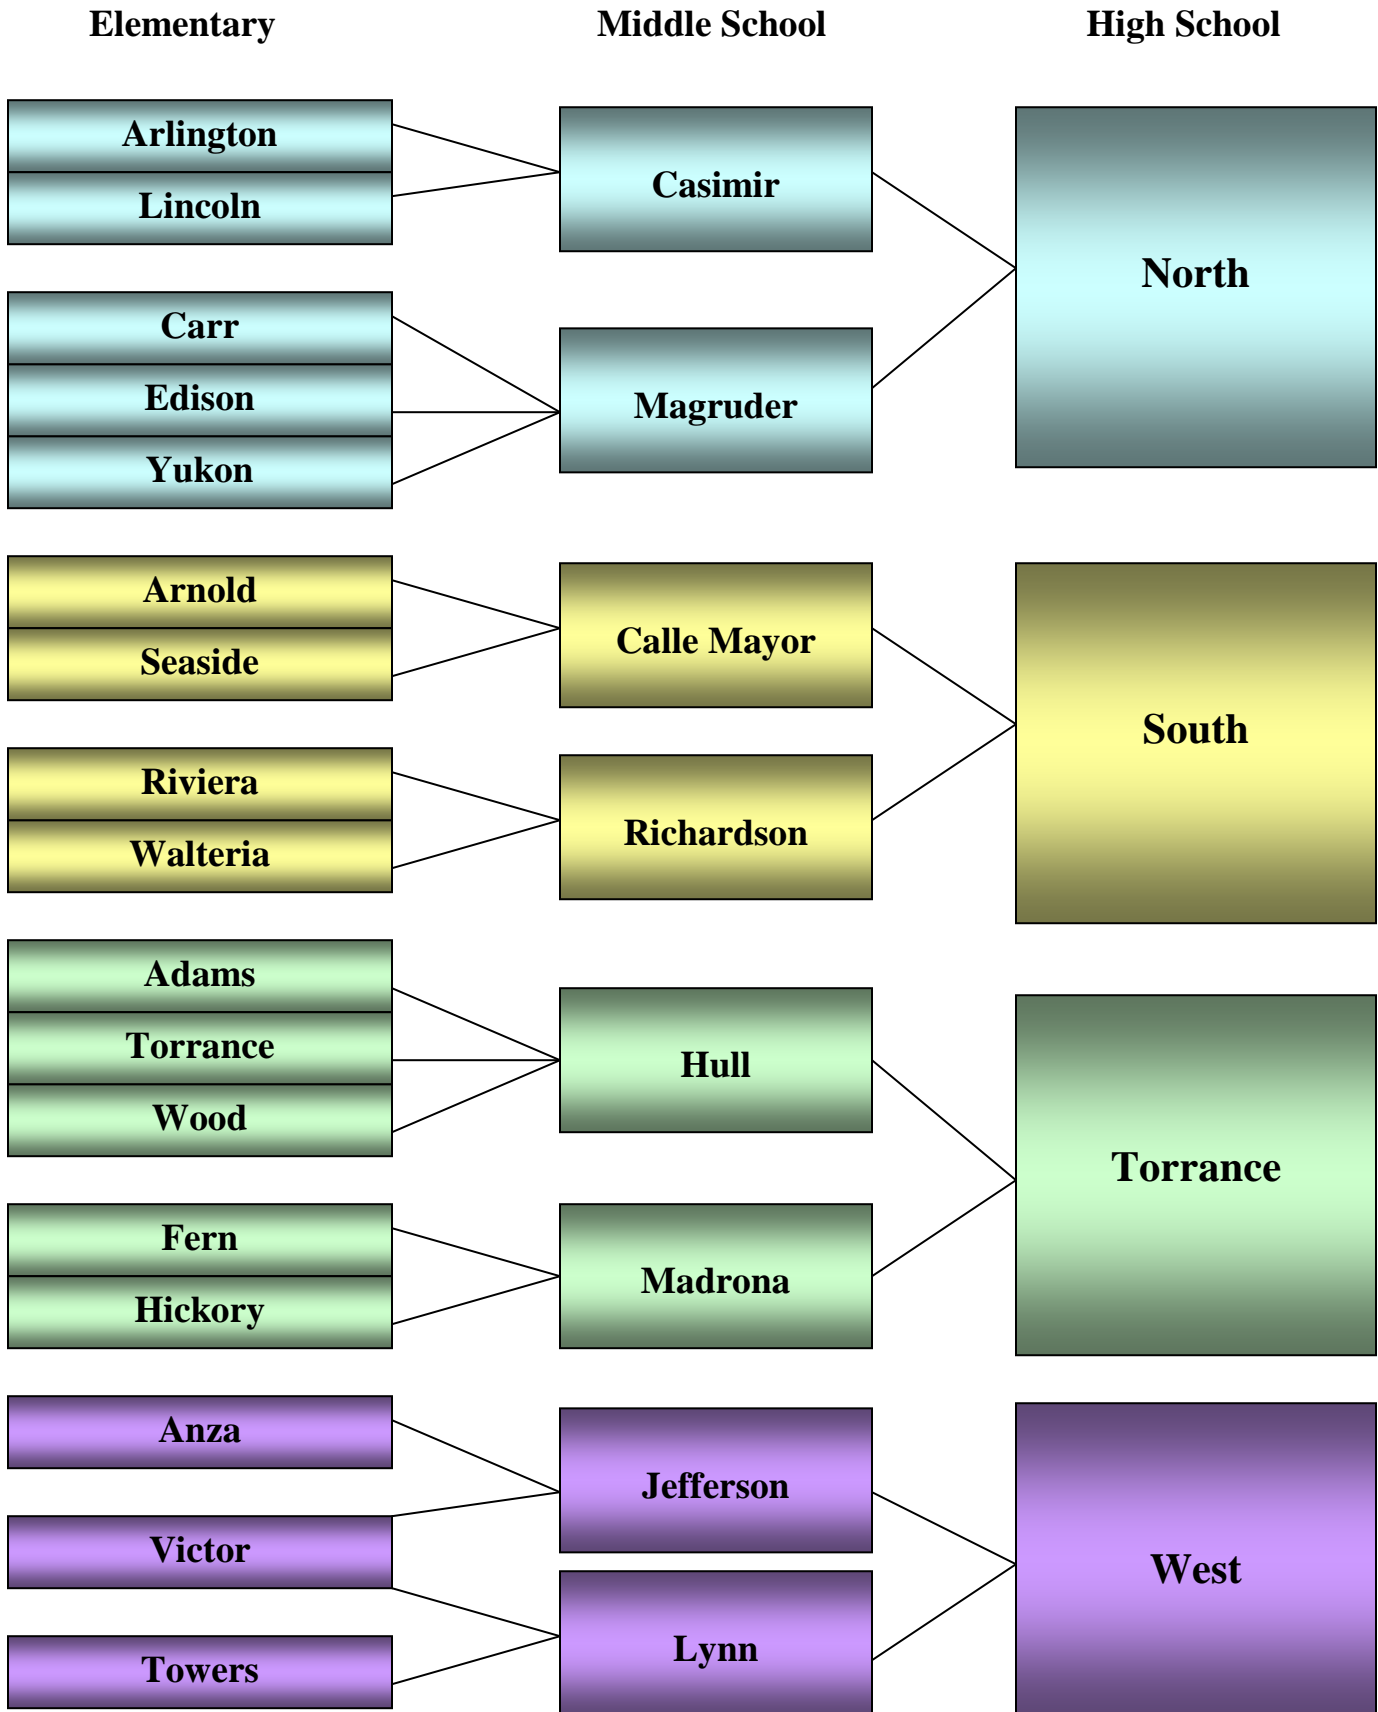 Elementary
Middle School
High School
Arlington
Lincoln
Casimir
North
Carr
Edison
Yukon
Magruder
Arnold
Seaside
Calle Mayor
South
Riviera
Walteria
Richardson
Adams
Torrance
Wood
Hull
Torrance
Fern
Hickory
Madrona
Anza
Victor
Towers
Jefferson
Lynn
West